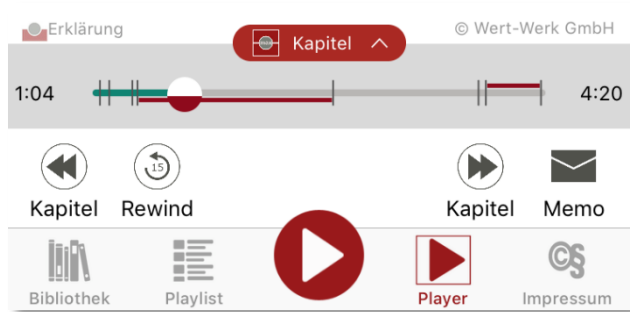 Erklärung
Kapitel
© Wert-Werk GmbH
1:04
4:20
15
Kapitel
Rewind
Kapitel
Memo
©§
Bibliothek
Playlist
Player
Impressum